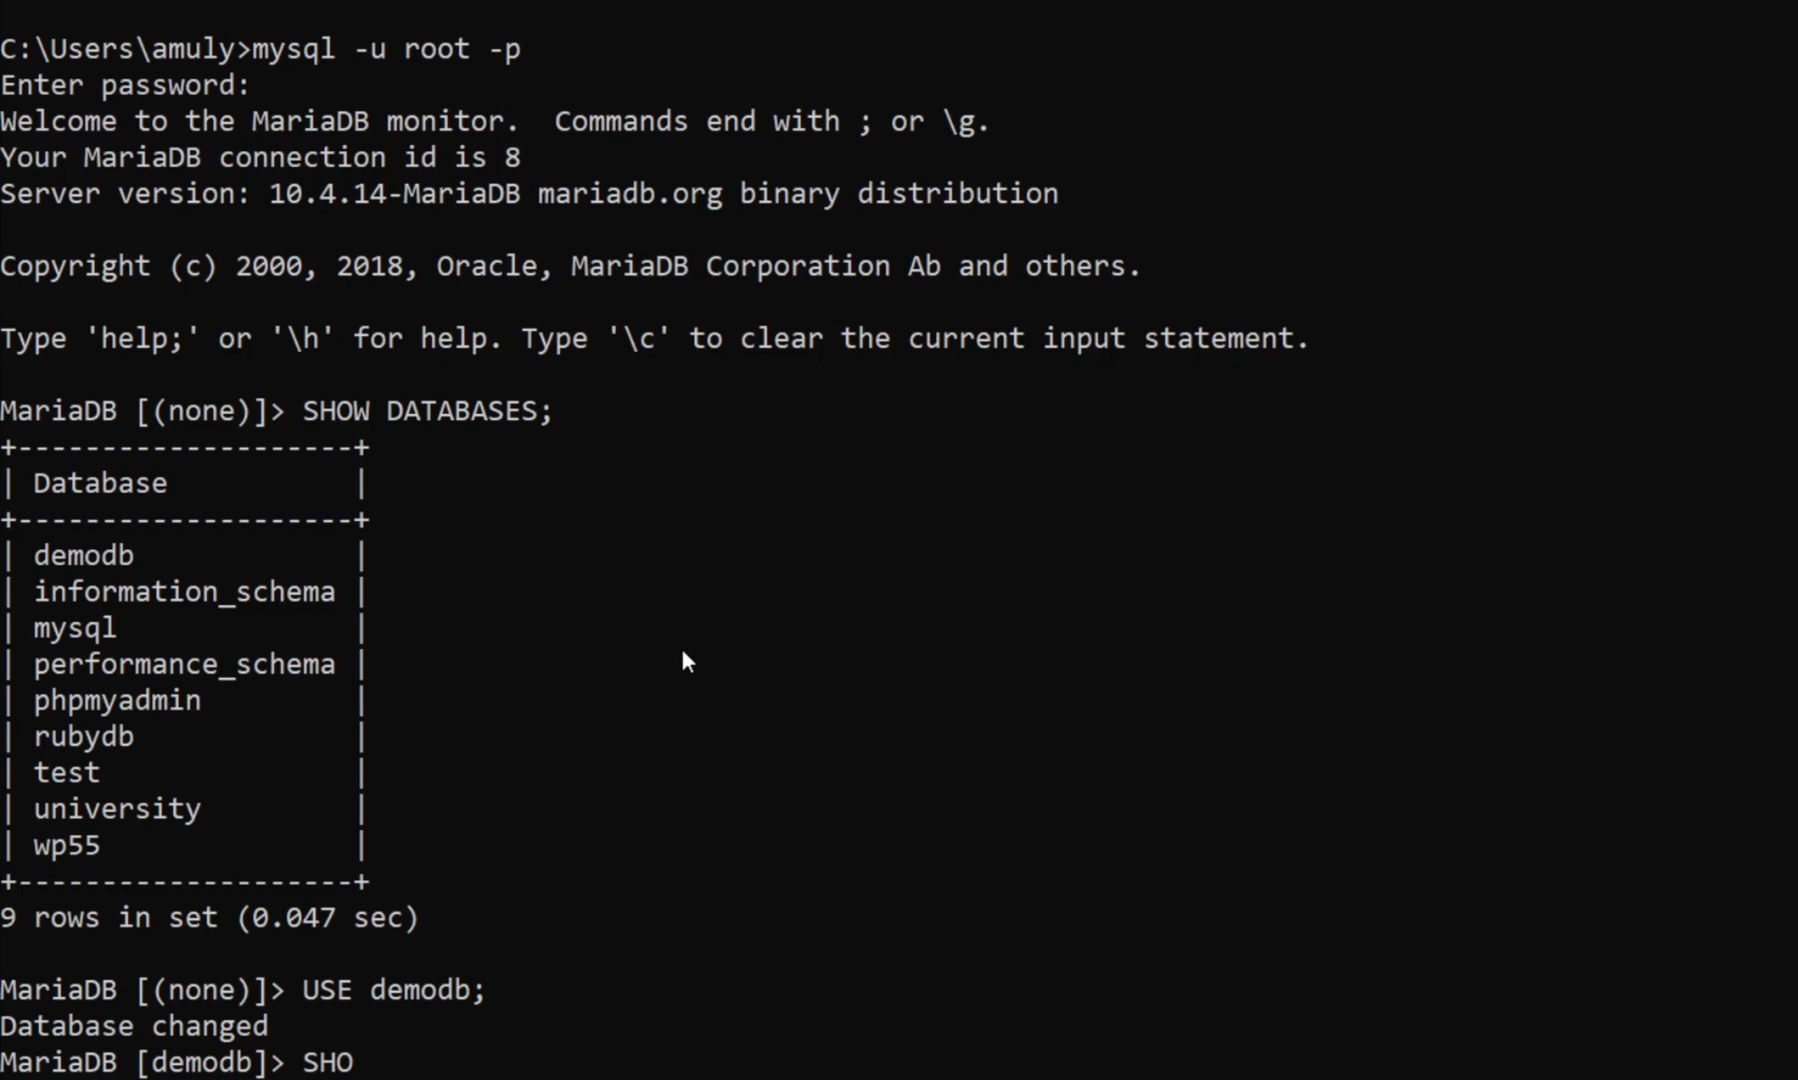 C:\Users\amuly>mysql -u root -p
Enter password:
Welcome to the MariaDB monitor.  Commands end with ; or \g.
Your MariaDB connection id is 8
Server version: 10.4.14-MariaDB mariadb.org binary distribution

Copyright (c) 2000, 2018, Oracle, MariaDB Corporation Ab and others.

Type 'help;' or '\h' for help. Type '\c' to clear the current input statement.

MariaDB [(none)]> SHOW DATABASES;
+--------------------+
| Database           |
+--------------------+
| demodb             |
| information_schema |
| mysql              |
| performance_schema |
| phpmyadmin         |
| rubydb             |
| test               |
| university         |
| wp55               |
+--------------------+
9 rows in set (0.047 sec)

MariaDB [(none)]> USE demodb;
Database changed
MariaDB [demodb]> SHO